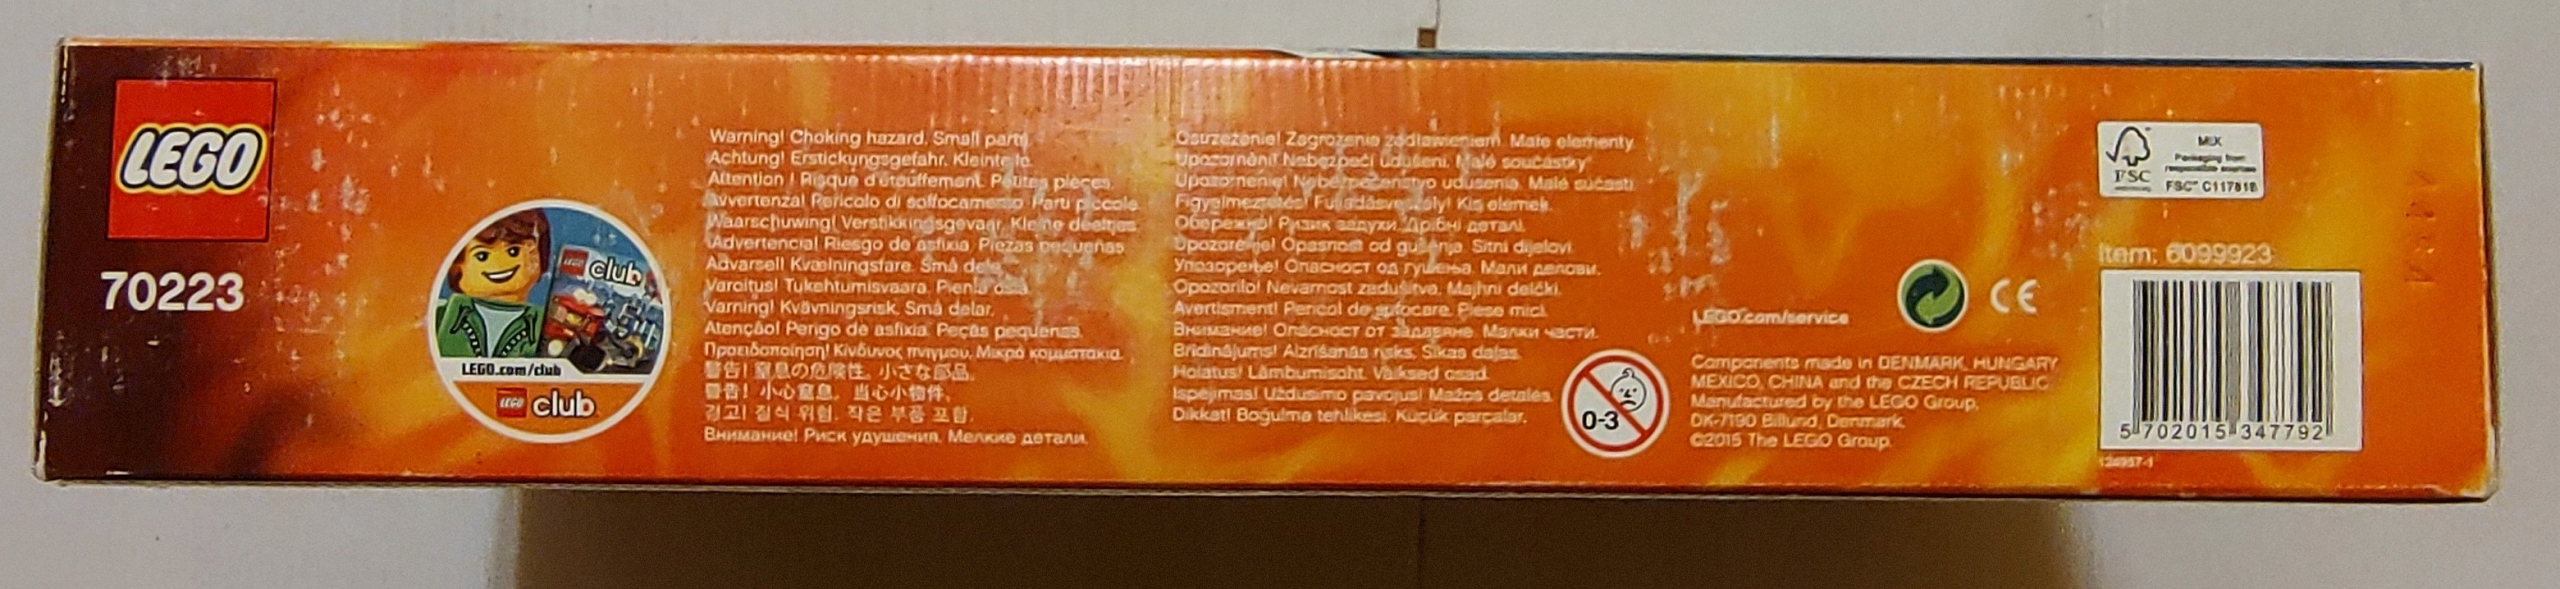 LEGO
70223
LEGO club
LEGO.com/club
LEGO club
Warning! Choking hazard. Small parts.
Achtung! Erstickungsgefahr. Kleinteile.
Attention ! Risque d'étouffement. Petites pièces.
Avvertenza! Pericolo di soffocamento. Parti piccole.
Waarschuwing! Verstikkingsgevaar. Kleine deeltjes.
¡Advertencia! Riesgo de asfixia. Piezas pequeñas.
Advarsel! Kvælningsfare. Små dele.
Varoitus! Tukehtumisvaara. Pieniä osia.
Varning! Kvävningsrisk. Små delar.
Atenção! Perigo de asfixia. Peças pequenas.
Προειδοποίηση! Κίνδυνος πνιγμού. Μικρά κομματάκια.
警告! 窒息の危険性。小さな部品。
警告! 小心窒息。当心小物件。
경고! 질식 위험. 작은 부품 포함.
Внимание! Риск удушения. Мелкие детали.
Ostrzeżenie! Zagrożenie zadławieniem. Małe elementy.
Upozornění! Nebezpečí udušení. Malé součástky.
Upozornenie! Nebezpečenstvo udusenia. Malé súčasti.
Figyelmeztetés! Fulladásveszély! Kis elemek.
Обережно! Ризик задухи. Дрібні деталі.
Upozorenje! Opasnost od gušenja. Sitni dijelovi.
Упозорење! Опасност од гушења. Мали делови.
Opozorilo! Nevarnost zadušitve. Majhni delčki.
Avertisment! Pericol de sufocare. Piese mici.
Внимание! Опасност от задавяне. Малки части.
Brīdinājums! Aizrīšanās risks. Sīkas daļas.
Hoiatus! Lämbumisoht. Väiksed osad.
Įspėjimas! Uždusimo pavojus! Mažos detalės.
Dikkat! Boğulma tehlikesi. Küçük parçalar.
0-3
LEGO.com/service
CE
Components made in DENMARK, HUNGARY
MEXICO, CHINA and the CZECH REPUBLIC
Manufactured by the LEGO Group,
DK-7190 Billund, Denmark.
©2015 The LEGO Group.
FSC
MIX
Packaging from
responsible sources
FSC™ C117818
Item: 6099923
5 702015 347792